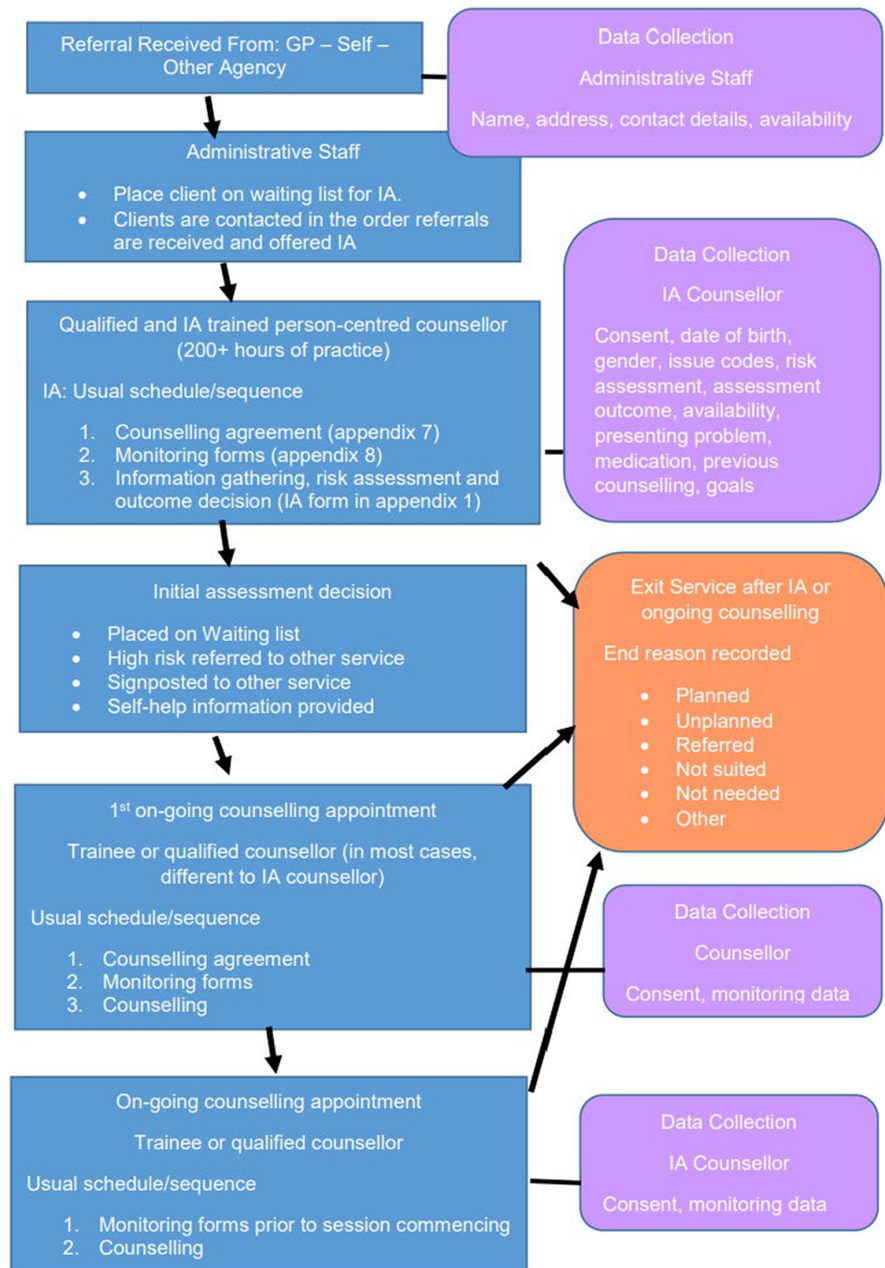 Referral Received From: GP – Self –
Other Agency
Data Collection
Administrative Staff
Name, address, contact details, availability
Administrative Staff
• Place client on waiting list for IA.
• Clients are contacted in the order referrals
are received and offered IA
Data Collection
IA Counsellor
Consent, date of birth,
gender, issue codes, risk
assessment, assessment
outcome, availability,
presenting problem,
medication, previous
counselling, goals
Qualified and IA trained person-centred counsellor
(200+ hours of practice)
IA: Usual schedule/sequence
1. Counselling agreement (appendix 7)
2. Monitoring forms (appendix 8)
3. Information gathering, risk assessment and
outcome decision (IA form in appendix 1)
Initial assessment decision
• Placed on Waiting list
• High risk referred to other service
• Signposted to other service
• Self-help information provided
Exit Service after IA or
ongoing counselling
End reason recorded
• Planned
• Unplanned
• Referred
• Not suited
• Not needed
• Other
1st on-going counselling appointment
Trainee or qualified counsellor (in most cases,
different to IA counsellor)
Usual schedule/sequence
1. Counselling agreement
2. Monitoring forms
3. Counselling
Data Collection
Counsellor
Consent, monitoring data
On-going counselling appointment
Trainee or qualified counsellor
Usual schedule/sequence
1. Monitoring forms prior to session commencing
2. Counselling
Data Collection
IA Counsellor
Consent, monitoring data